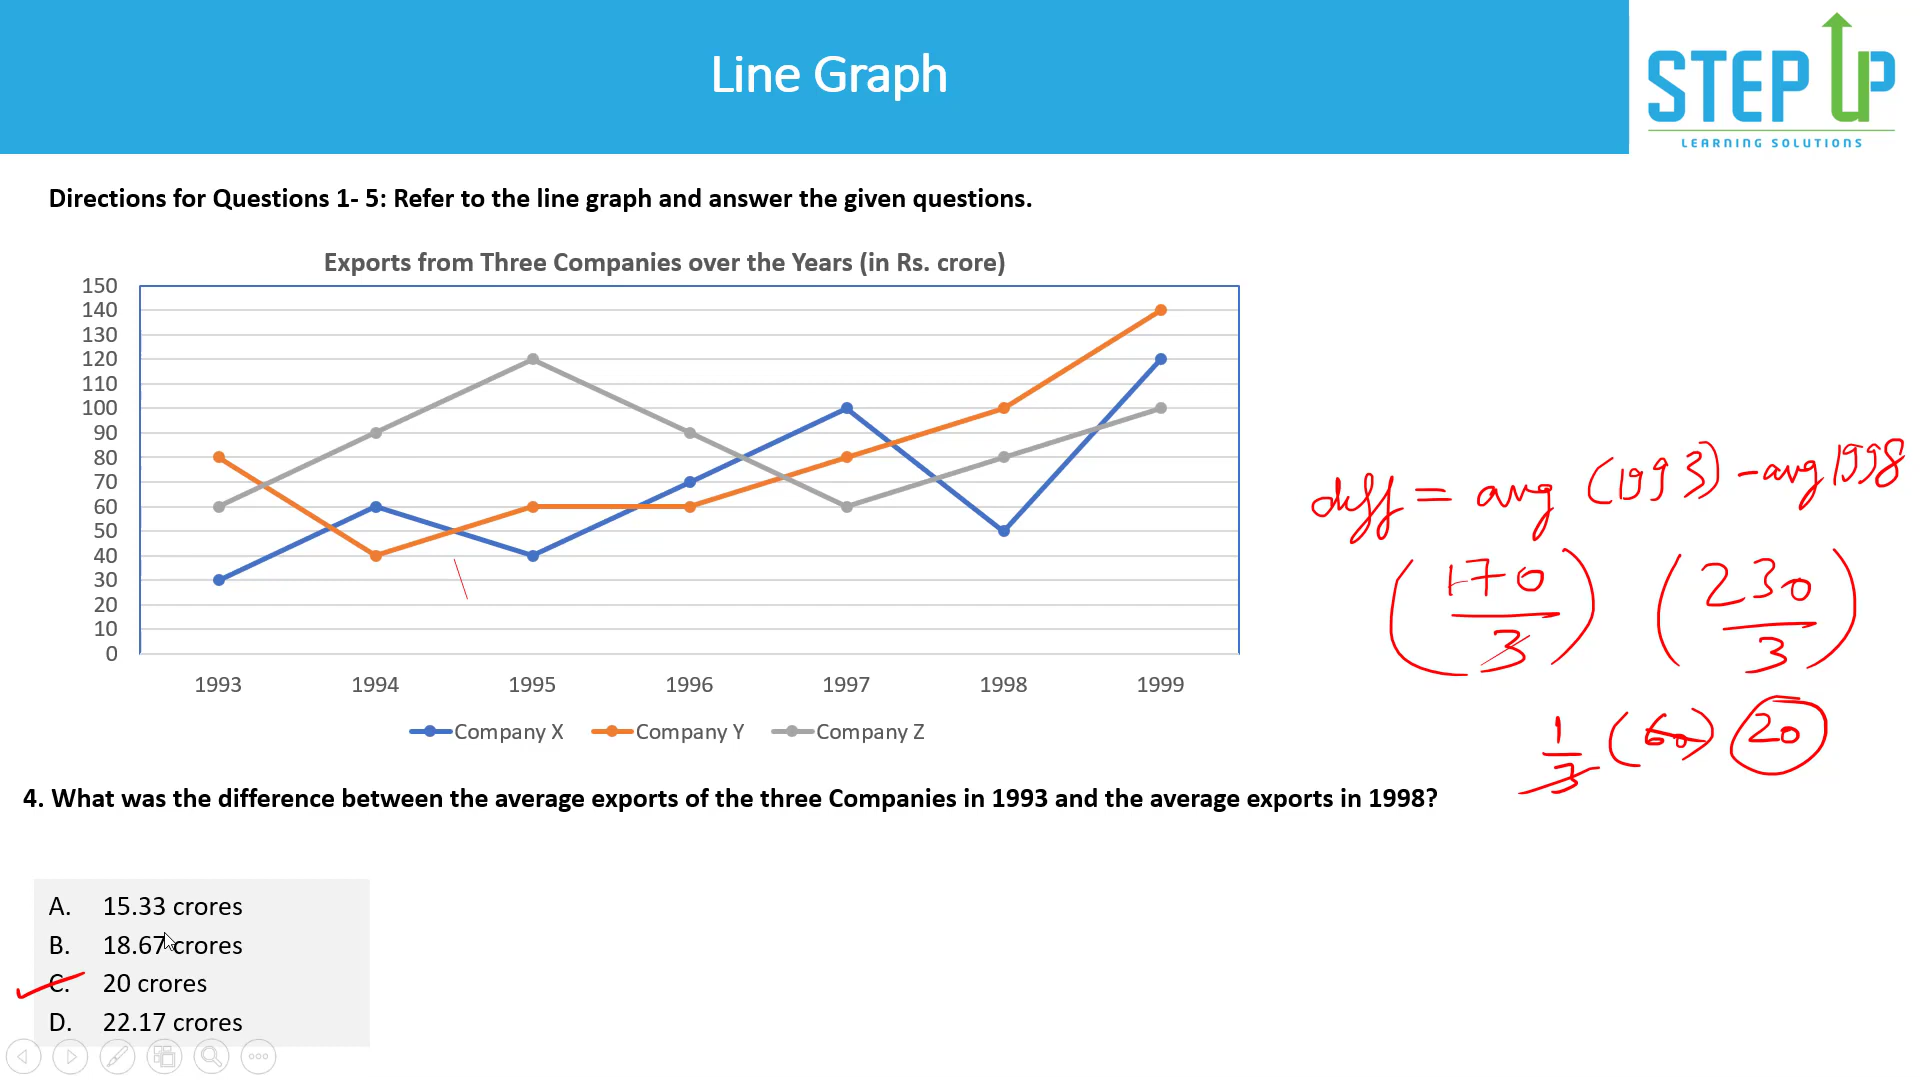 Line Graph
STEP UP
LEARNING SOLUTIONS
Directions for Questions 1- 5: Refer to the line graph and answer the given questions.
Exports from Three Companies over the Years (in Rs. crore)
150
140
130
120
110
100
90
80
70
60
50
40
30
20
10
0
1993 1994 1995 1996 1997 1998 1999
Company X Company Y Company Z
diff = avg (1993) - avg 1998
(170/3) (230/3)
1/3 (60) 20
4. What was the difference between the average exports of the three Companies in 1993 and the average exports in 1998?
A. 15.33 crores
B. 18.67 crores
C. 20 crores
D. 22.17 crores